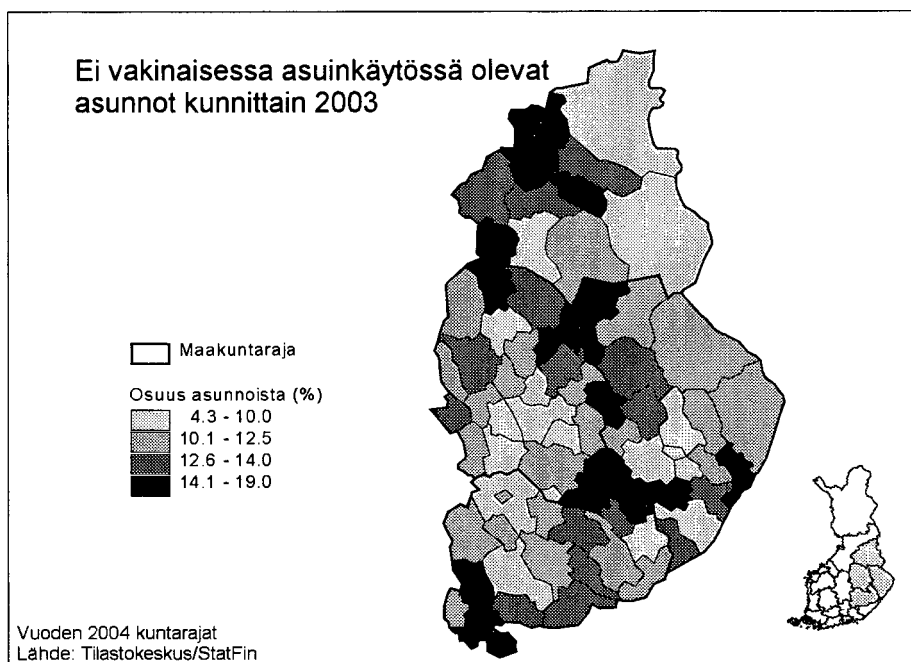 Ei vakinaisessa asuinkäytössä olevat
asunnot kunnittain 2003
Maakuntaraja
Osuus asunnoista (%)
4.3 - 10.0
10.1 - 12.5
12.6 - 14.0
14.1 - 19.0
Vuoden 2004 kuntarajat
Lähde: Tilastokeskus/StatFin